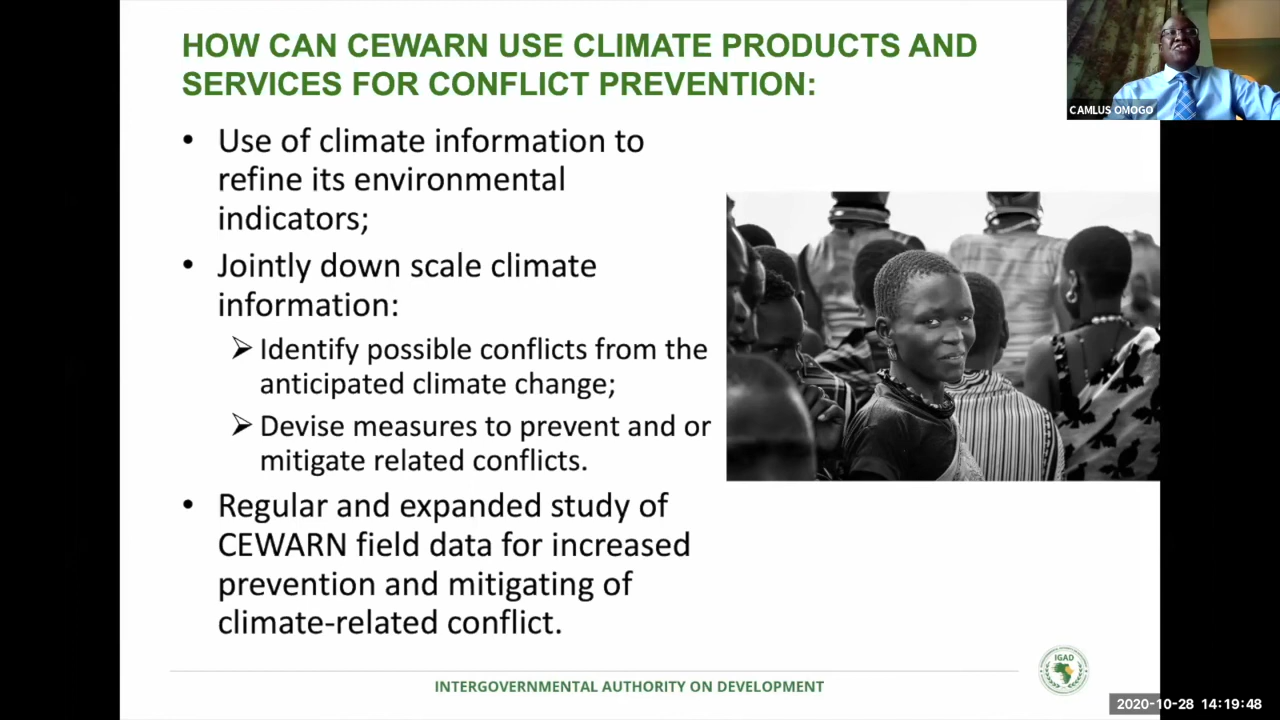 HOW CAN CEWARN USE CLIMATE PRODUCTS AND
SERVICES FOR CONFLICT PREVENTION:
CAMLUS OMOGO
• Use of climate information to
refine its environmental
indicators;
• Jointly down scale climate
information:
➢ Identify possible conflicts from the
anticipated climate change;
➢ Devise measures to prevent and or
mitigate related conflicts.
• Regular and expanded study of
CEWARN field data for increased
prevention and mitigating of
climate-related conflict.
IGAD
INTERGOVERNMENTAL AUTHORITY ON DEVELOPMENT
2020-10-28 14:19:48